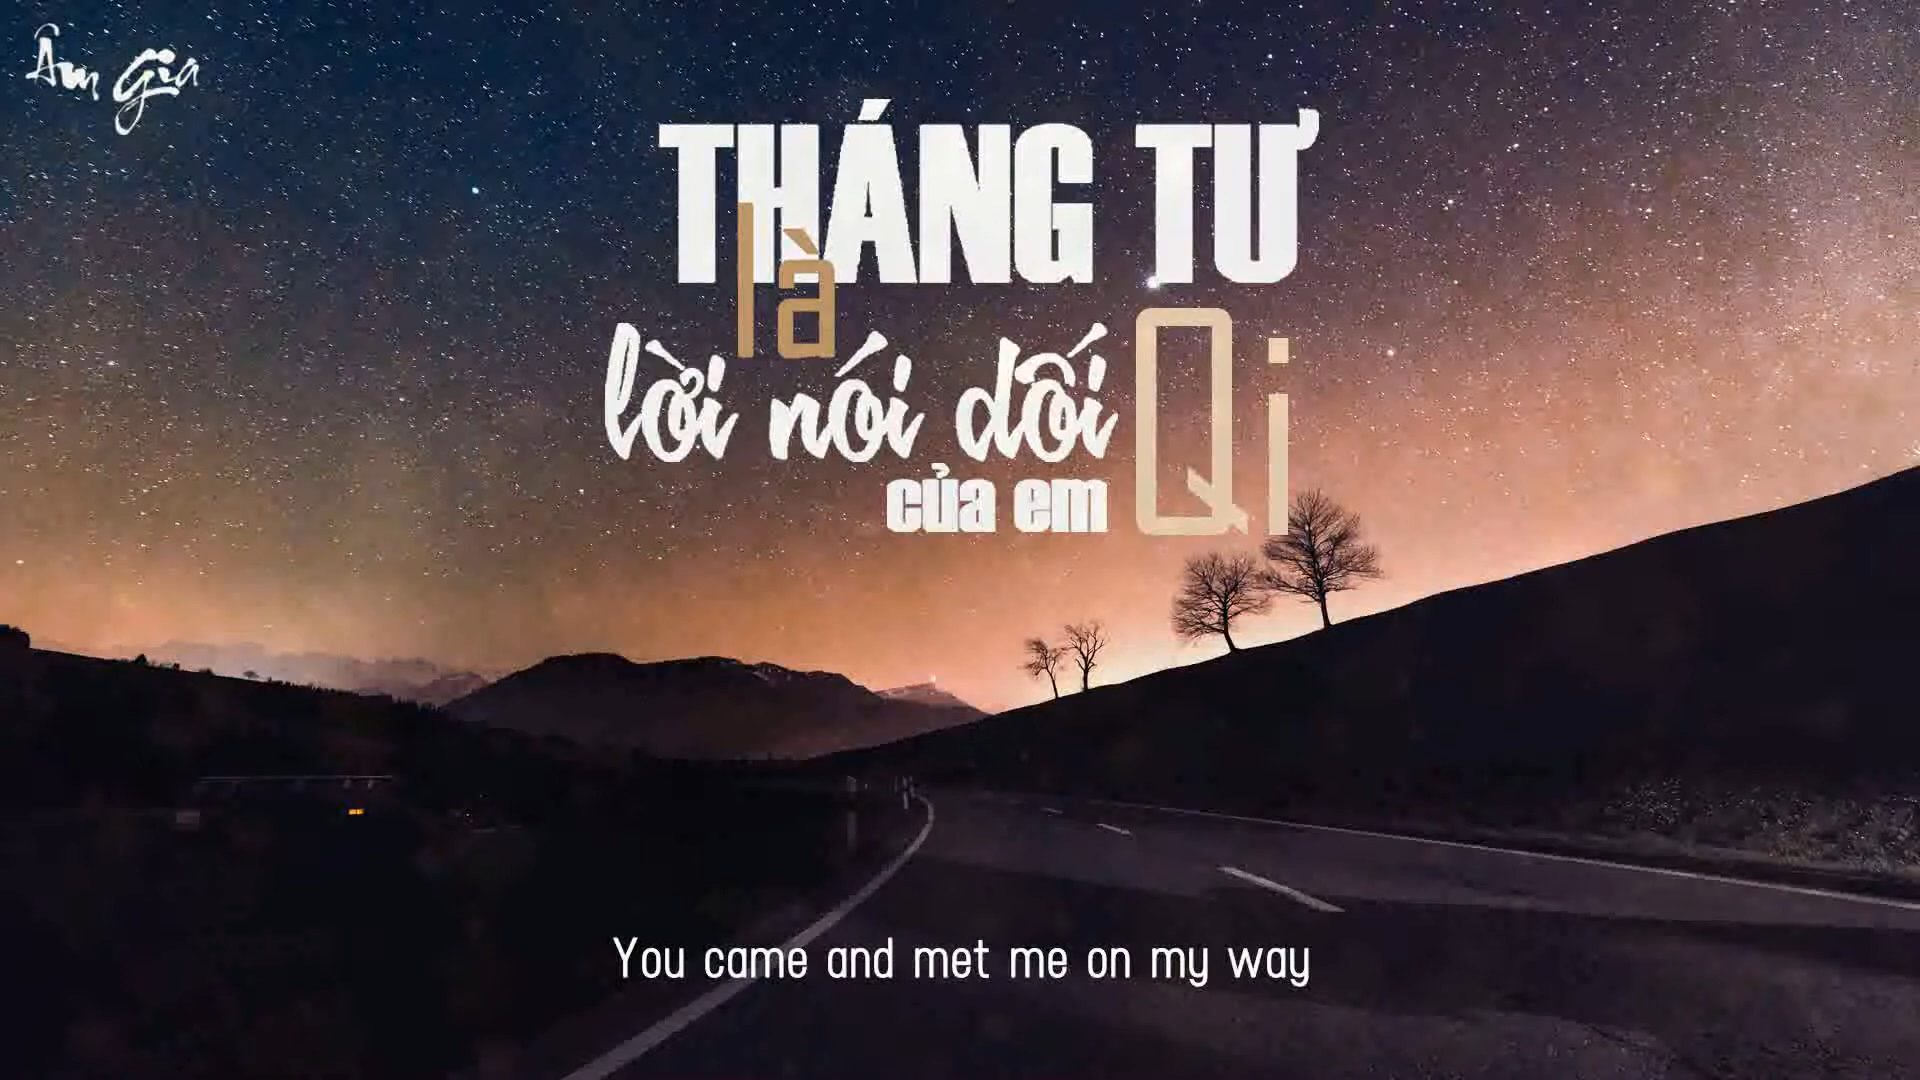 Âm Gia
THÁNG TƯ
là
lời nói dối
của em
Qi
You came and met me on my way